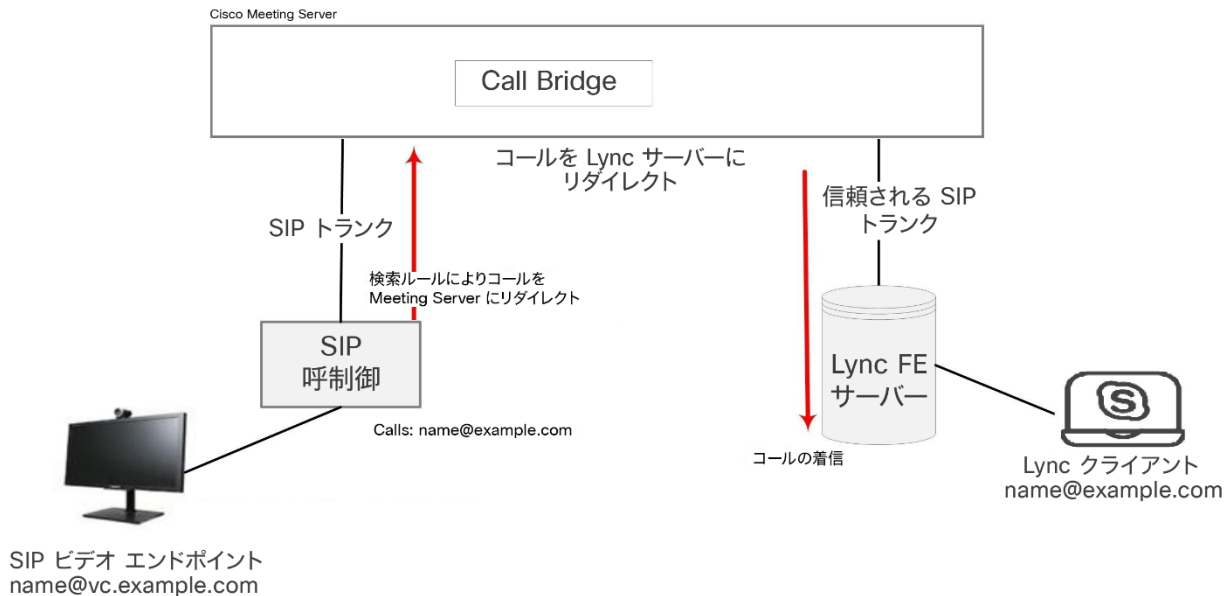 Cisco Meeting Server
Call Bridge
コールを Lync サーバーに
リダイレクト
信頼される SIP
トランク
SIP トランク
検索ルールによりコールを
Meeting Server にリダイレクト
SIP
呼制御
Lync FE
サーバー
Calls: name@example.com
コールの着信
Lync クライアント
name@example.com
SIP ビデオ エンドポイント
name@vc.example.com